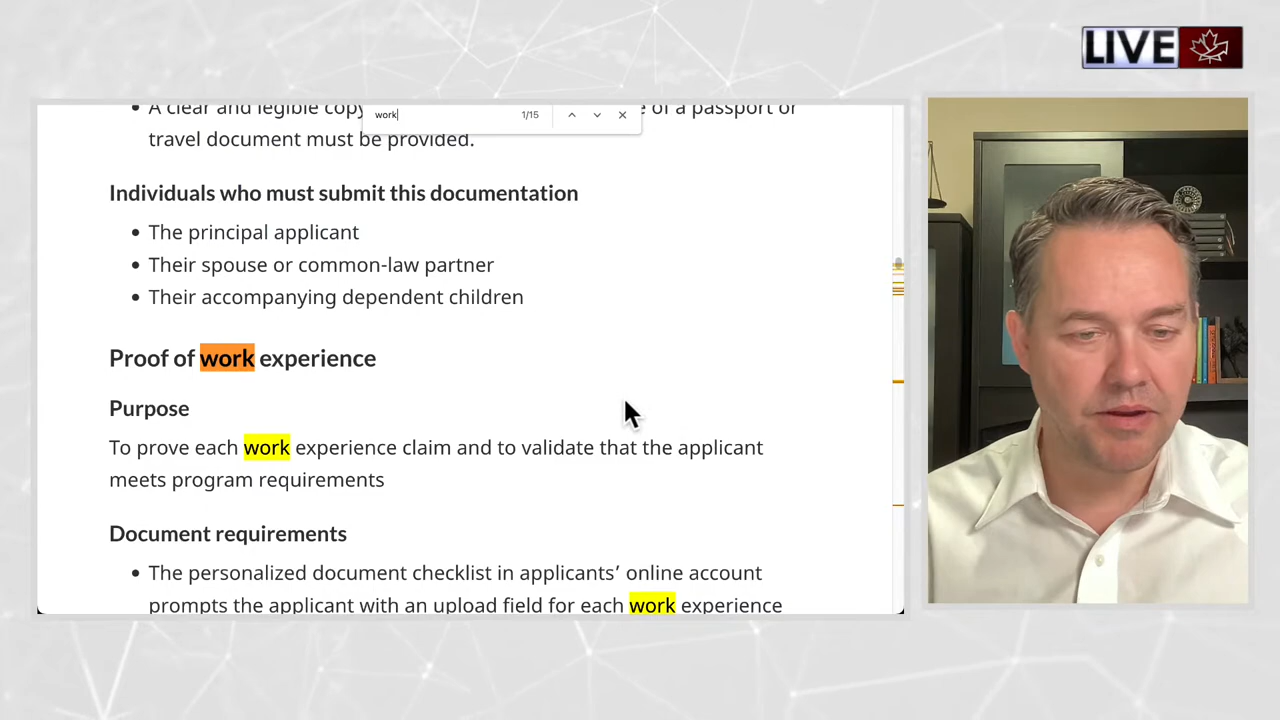 LIVE
A clear and legible copy
e of a passport or
work
1/15
travel document must be provided.
Individuals who must submit this documentation
The principal applicant
Their spouse or common-law partner
Their accompanying dependent children
Proof of work experience
Purpose
To prove each work experience claim and to validate that the applicant
meets program requirements
Document requirements
The personalized document checklist in applicants’ online account
prompts the applicant with an upload field for each work experience